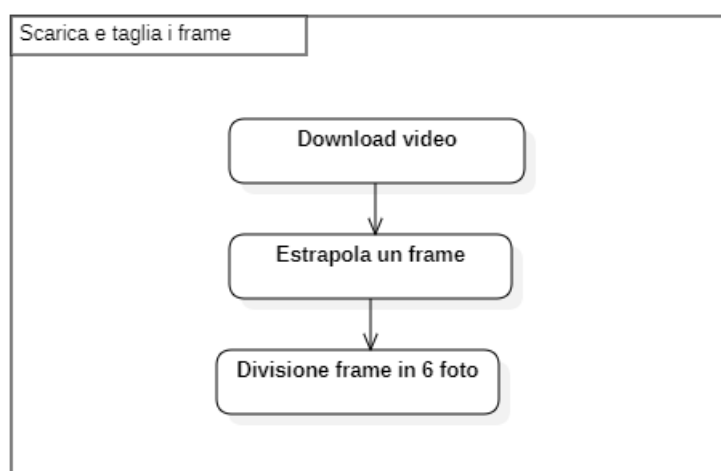 Scarica e taglia i frame
Download video
Estrapola un frame
Divisione frame in 6 foto